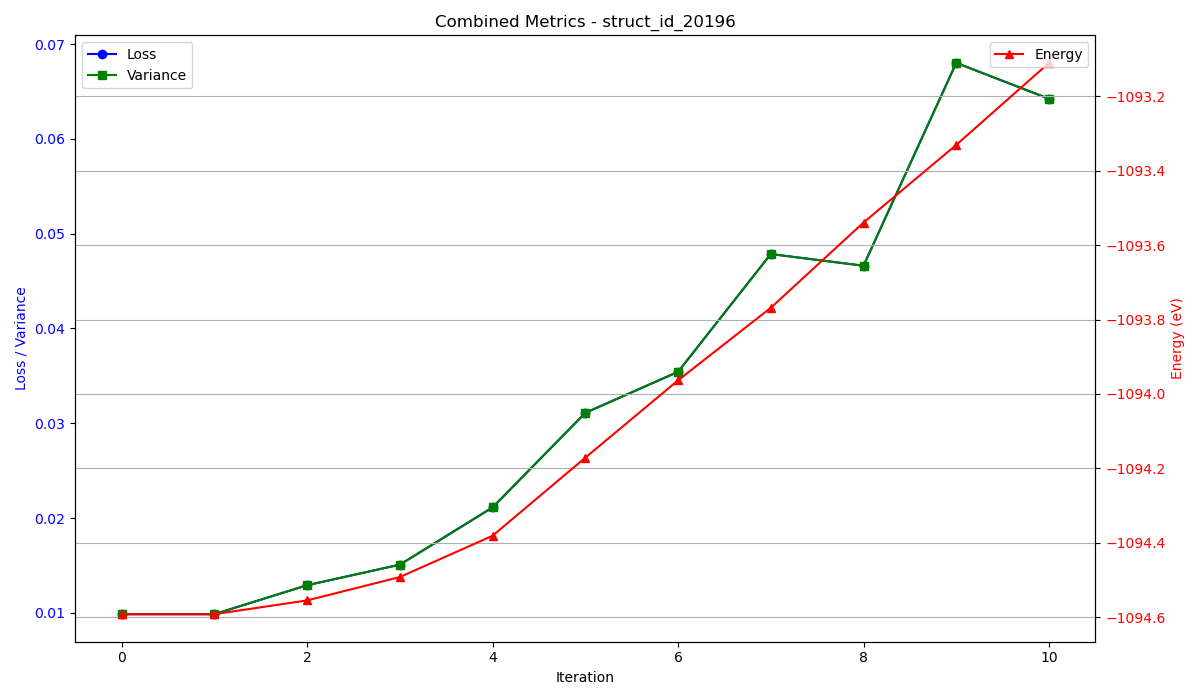 Combined Metrics - struct_id_20196
Loss
Variance
Energy
0.07
0.06
0.05
0.04
0.03
0.02
0.01
Loss / Variance
−1093.2
−1093.4
−1093.6
−1093.8
−1094.0
−1094.2
−1094.4
−1094.6
Energy (eV)
0 2 4 6 8 10
Iteration